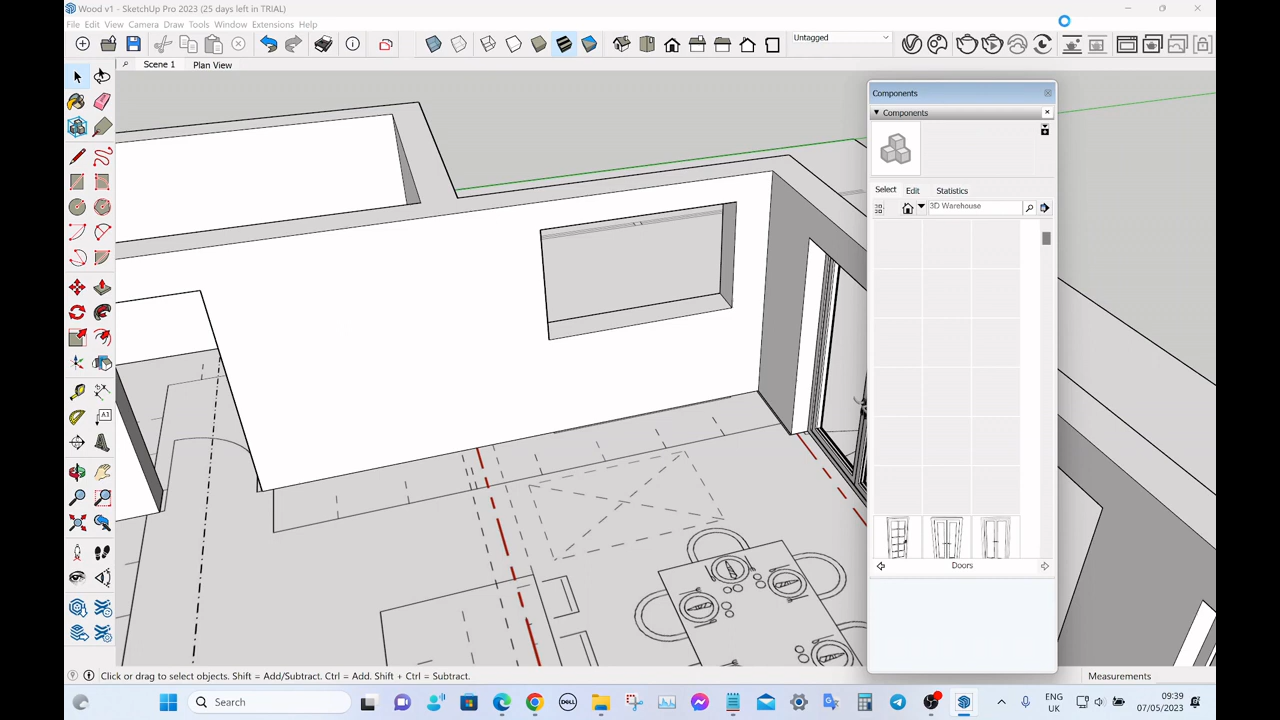 Wood v1 - SketchUp Pro 2023 (25 days left in TRIAL)
File Edit View Camera Draw Tools Window Extensions Help
Untagged
Scene 1 Plan View
Components
Components
Select Edit Statistics
3D Warehouse
Doors
A1
Click or drag to select objects. Shift = Add/Subtract. Ctrl = Add. Shift + Ctrl = Subtract.
Measurements
Search
DELL
ENG
UK
09:39
07/05/2023